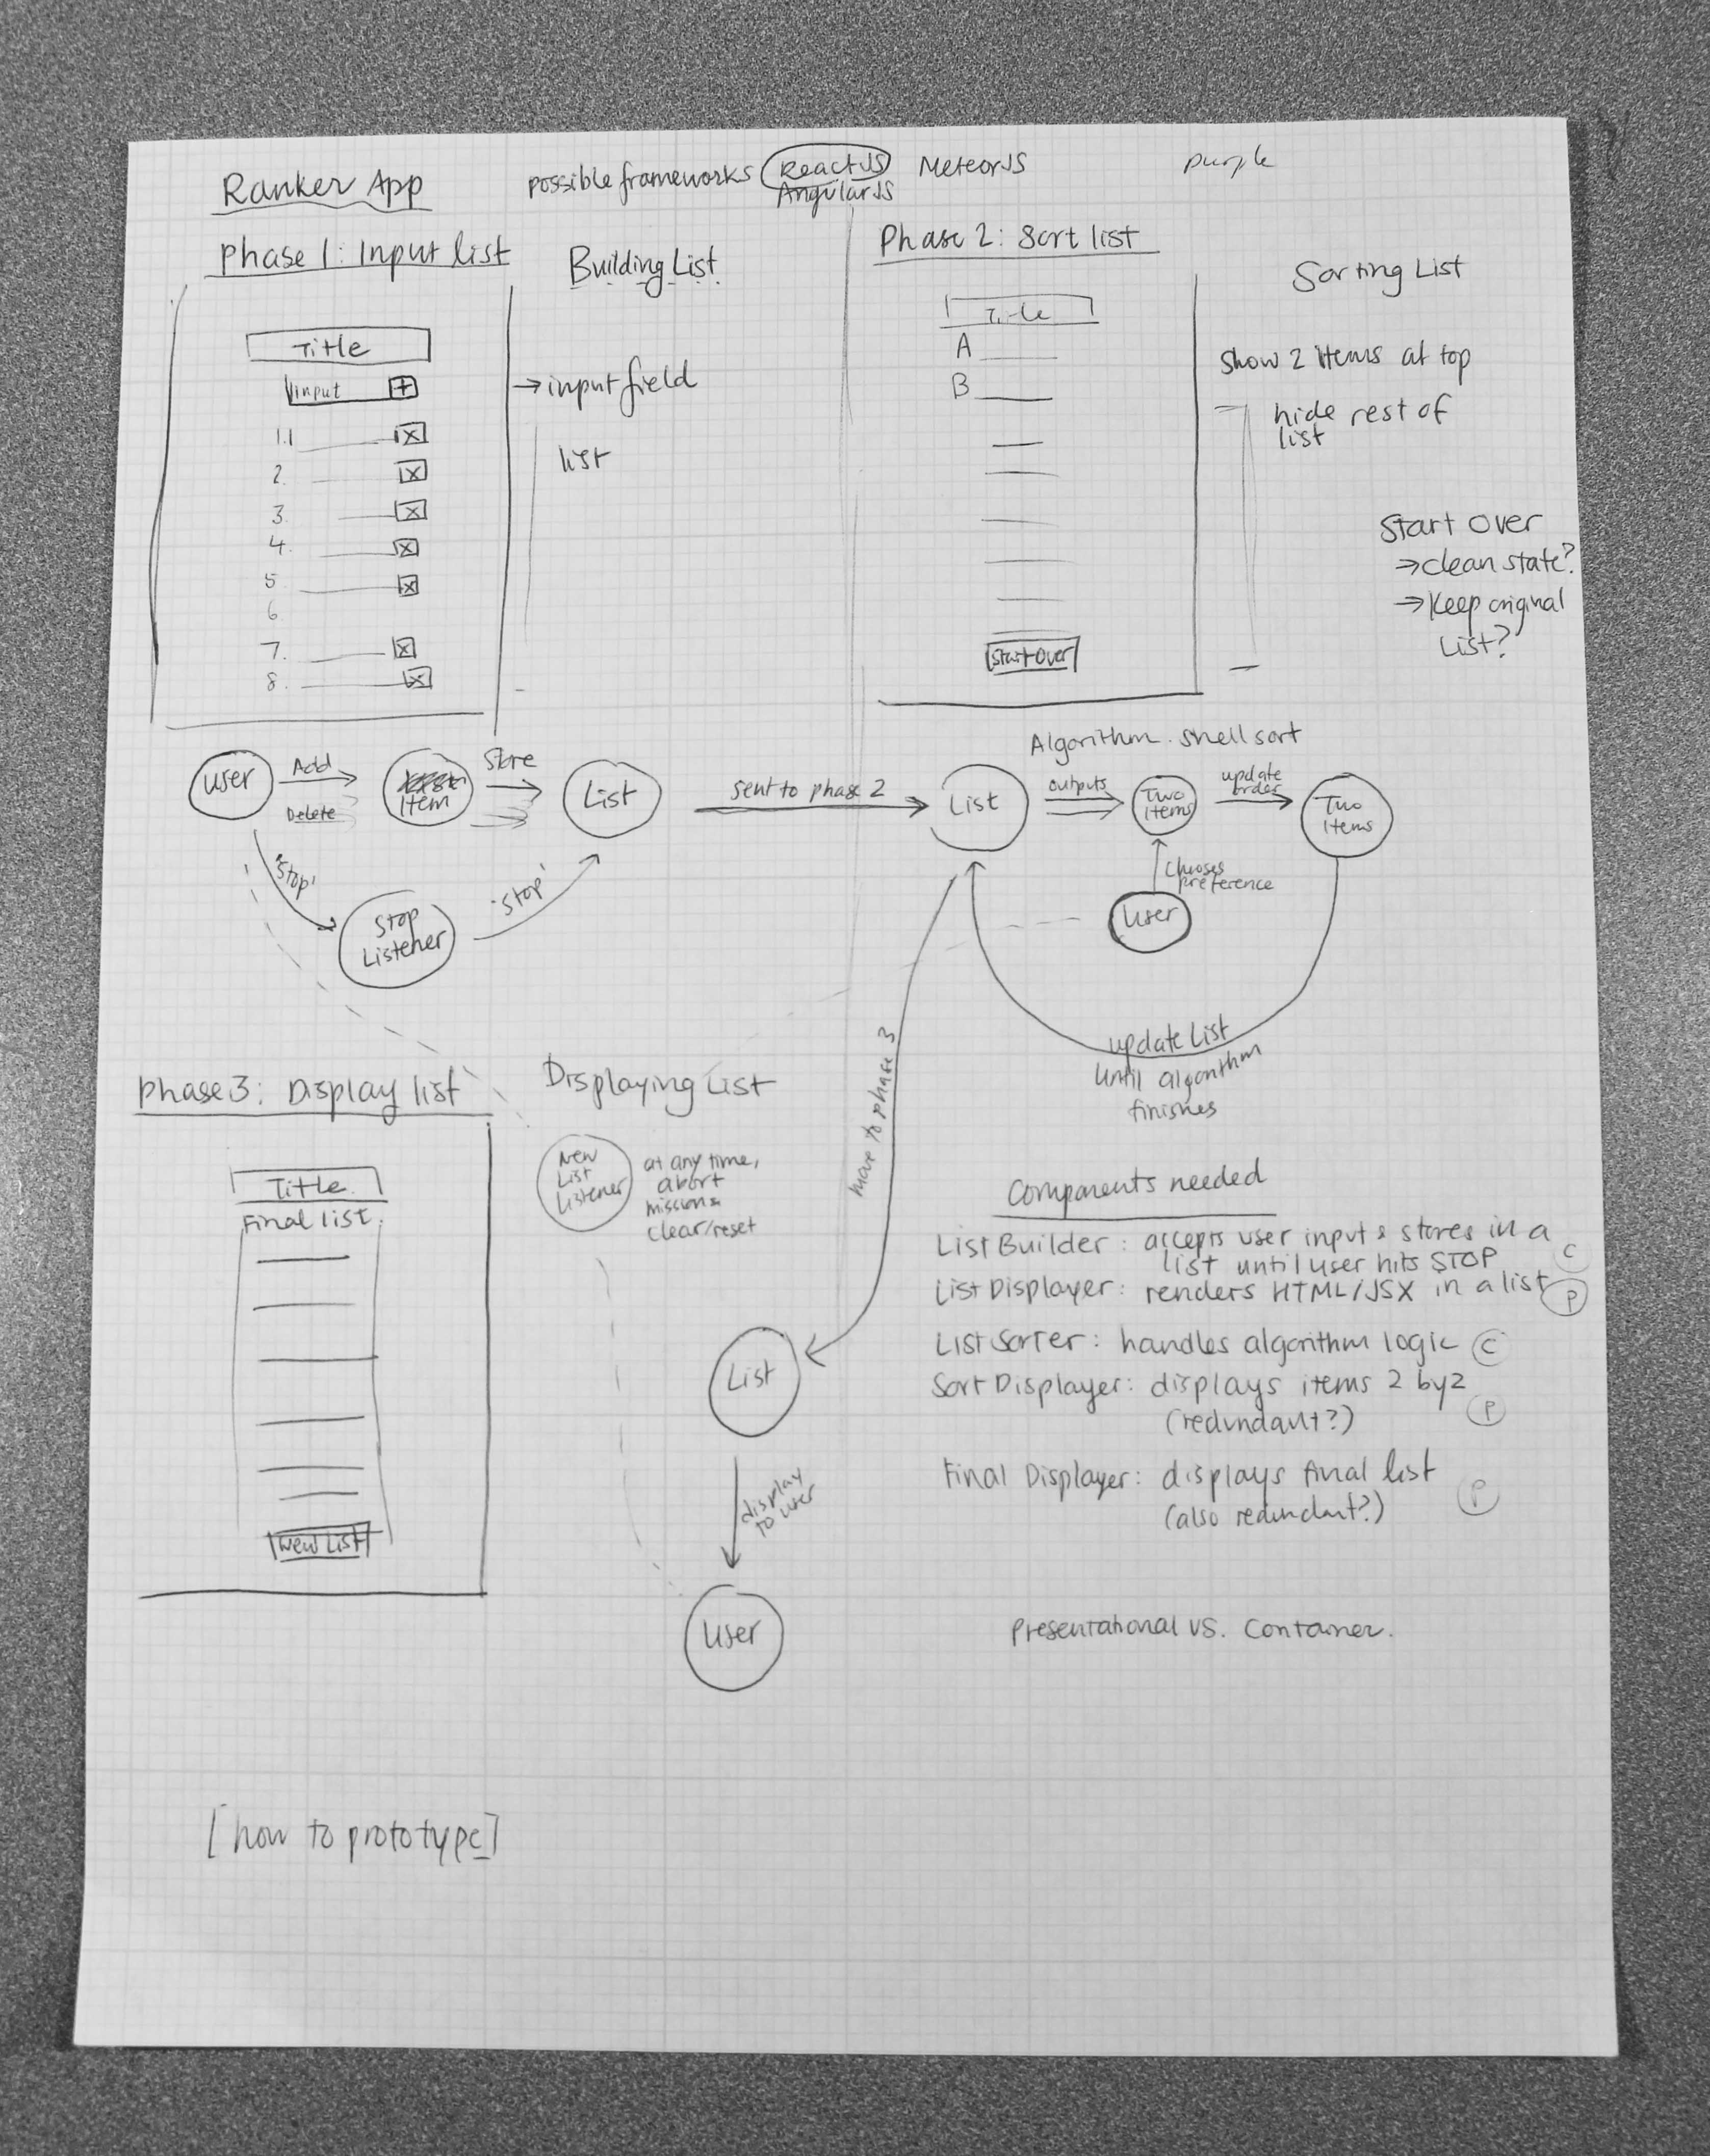 Ranker App
possible frameworks ReactJS MeteorJS
AngularJS
purple
Phase 1: Input list
Building List
Title
input +
→ input field
1.1 x
2. x
3. x
4. x
5 x
6
7. x
8. x
list
Phase 2: Sort list
Sorting List
Title
A
B
Show 2 items at top
hide rest of
list
Start Over
→ clean state?
→ Keep original
List?
Start Over
User
Add
Delete
Item
Store
List
sent to phase 2
'Stop'
Stop
Listener
'Stop'
Algorithm. Shell sort
List
outputs
Two
Items
update
order
Two
Items
Chooses
preference
User
update List
until algorithm
finishes
move to phase 3
Phase 3: Display list
Displaying List
Title
Final list
New List
New
List
Listener
at any time,
abort
mission &
clear/reset
List
display
to user
User
Components needed
List Builder: accepts user input & stores in a
list until user hits STOP C
List Displayer: renders HTML/JSX in a list P
List Sorter: handles algorithm logic C
Sort Displayer: displays items 2 by 2
(redundant?) P
Final Displayer: displays final list
(also redundant?) P
Presentational vs. Container.
[how to prototype]